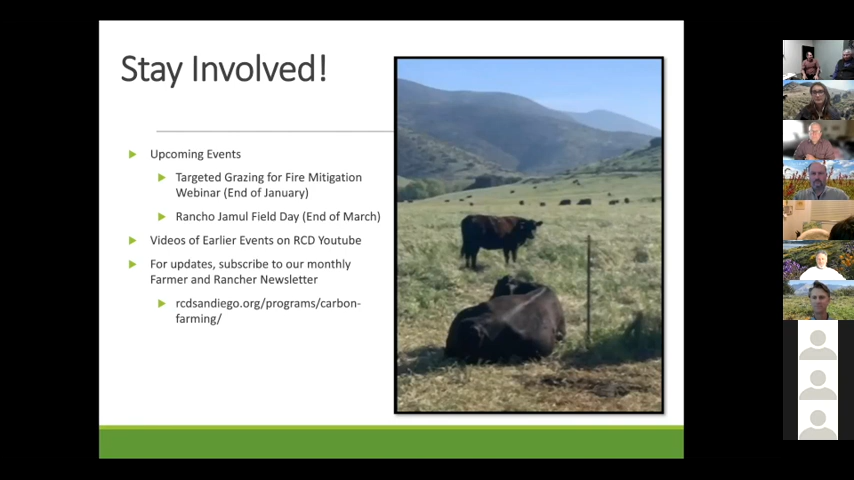 Stay Involved!
Upcoming Events
Targeted Grazing for Fire Mitigation
Webinar (End of January)
Rancho Jamul Field Day (End of March)
Videos of Earlier Events on RCD Youtube
For updates, subscribe to our monthly
Farmer and Rancher Newsletter
rcdsandiego.org/programs/carbon-
farming/